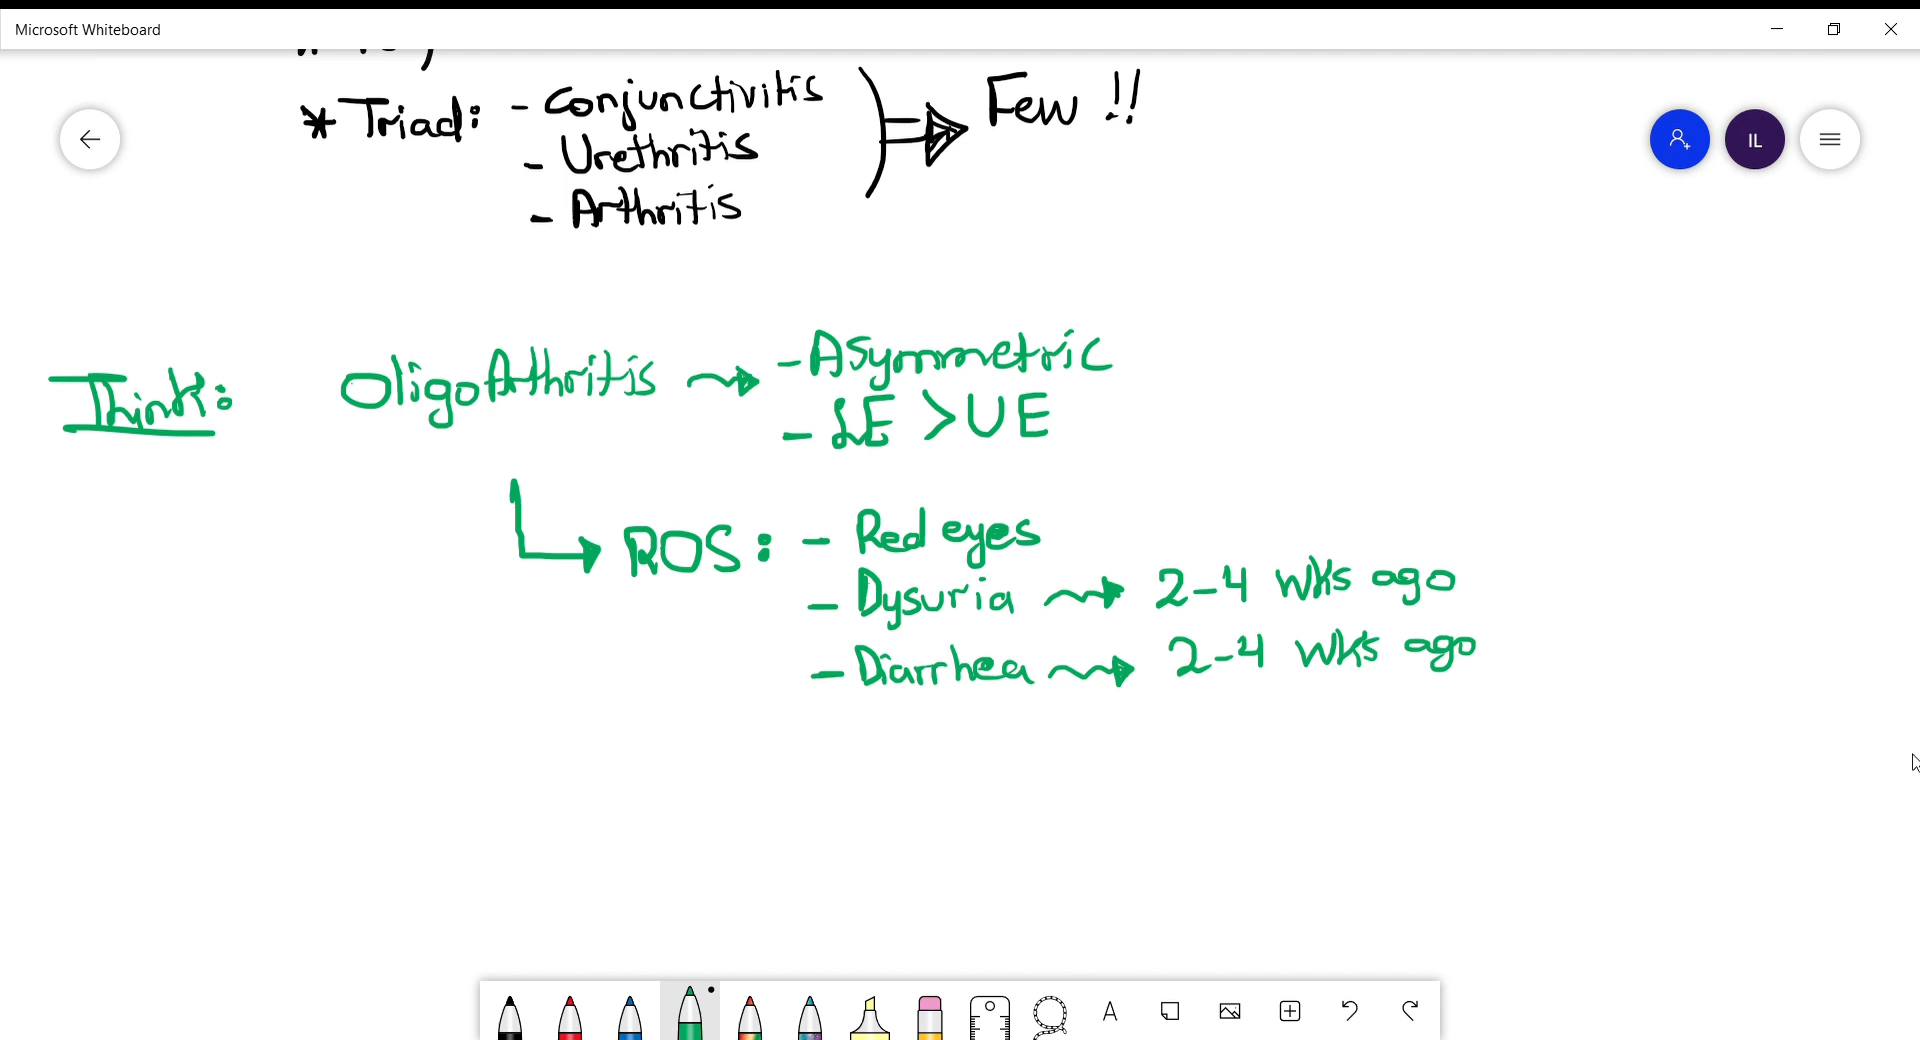 Microsoft Whiteboard
* Triad: - Conjunctivitis
- Urethritis
- Arthritis
Few !!
IL
Think: OligoArthritis - Asymmetric
- LE > UE
ROS: - Red eyes
- Dysuria 2-4 wks ago
- Diarrhea 2-4 wks ago
A